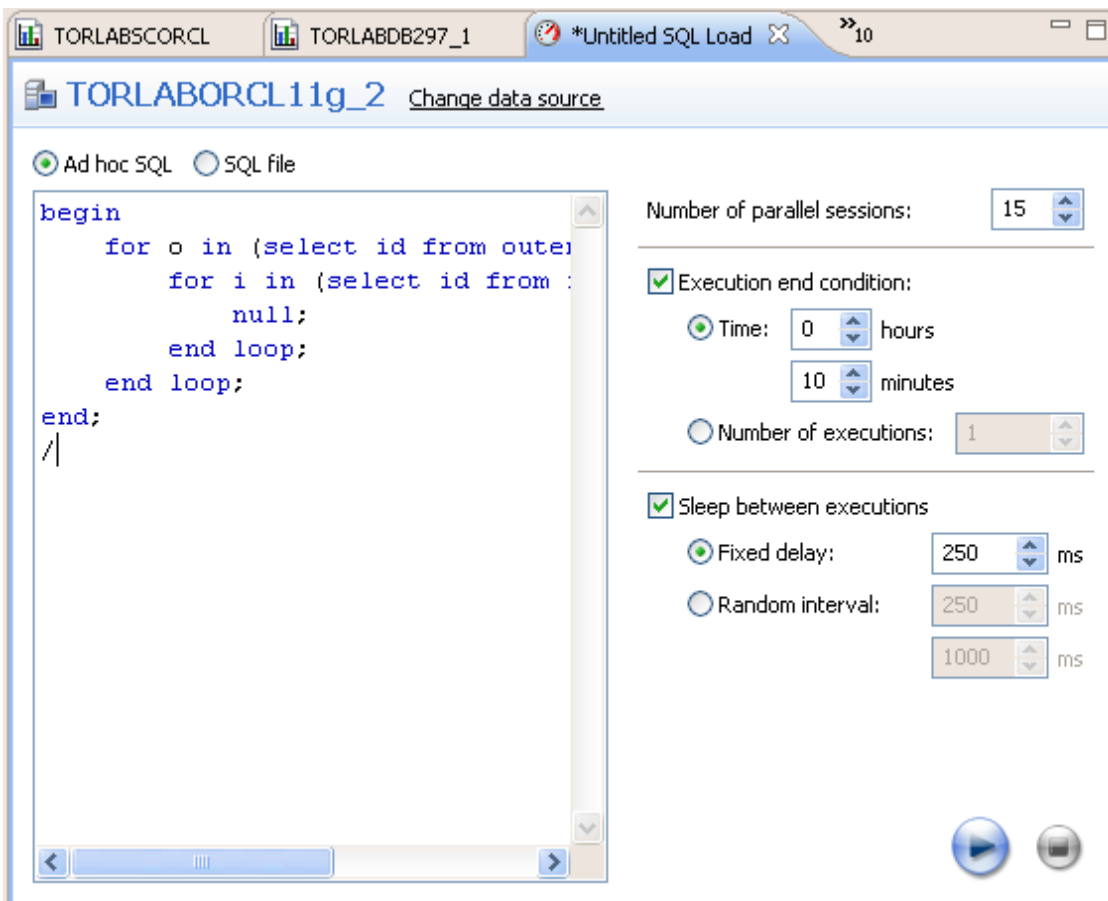 TORLABSCORCL TORLABDB297_1 *Untitled SQL Load »10
TORLABORCL11g_2 Change data source
Ad hoc SQL SQL file
begin
for o in (select id from outer
for i in (select id from
null;
end loop;
end loop;
end;
/
Number of parallel sessions: 15
Execution end condition:
Time: 0 hours
10 minutes
Number of executions: 1
Sleep between executions
Fixed delay: 250 ms
Random interval: 250 ms
1000 ms